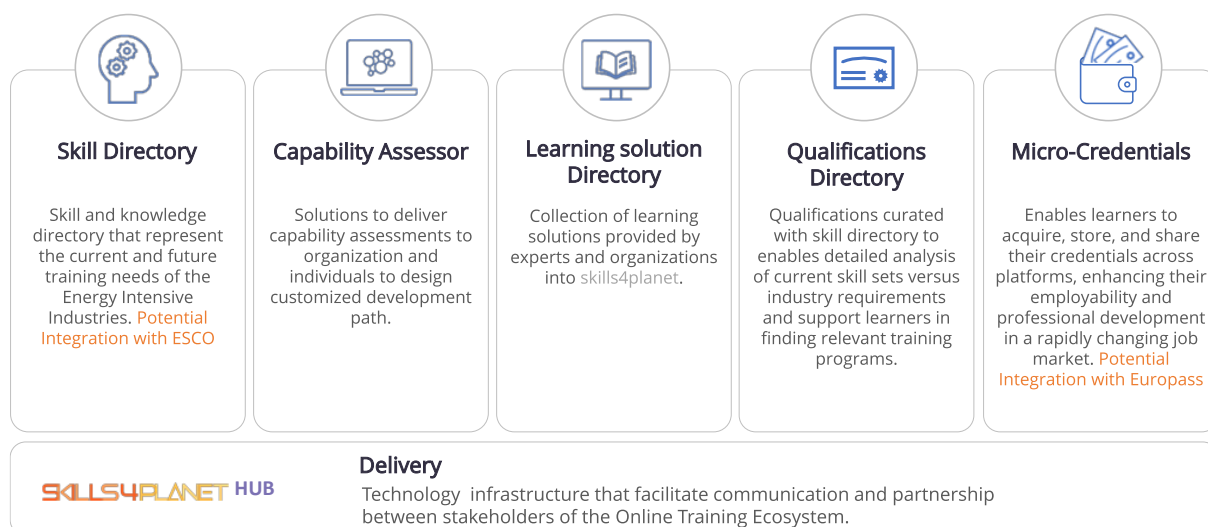 Skill Directory
Skill and knowledge
directory that represent
the current and future
training needs of the
Energy Intensive
Industries. Potential
Integration with ESCO
Capability Assessor
Solutions to deliver
capability assessments to
organization and
individuals to design
customized development
path.
Learning solution
Directory
Collection of learning
solutions provided by
experts and organizations
into skills4planet.
Qualifications
Directory
Qualifications curated
with skill directory to
enables detailed analysis
of current skill sets versus
industry requirements
and support learners in
finding relevant training
programs.
Micro-Credentials
Enables learners to
acquire, store, and share
their credentials across
platforms, enhancing their
employability and
professional development
in a rapidly changing job
market. Potential
Integration with Europass
SKILLS4PLANET HUB
Delivery
Technology infrastructure that facilitate communication and partnership
between stakeholders of the Online Training Ecosystem.